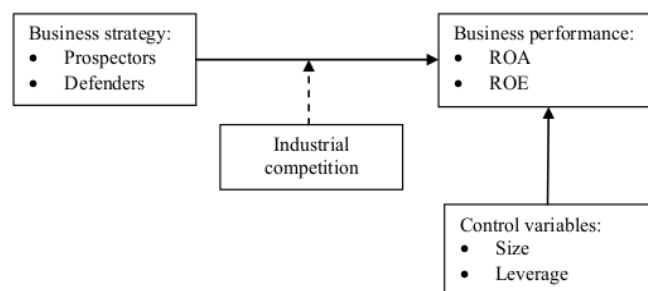 Business strategy:
• Prospectors
• Defenders
Business performance:
• ROA
• ROE
Industrial
competition
Control variables:
• Size
• Leverage